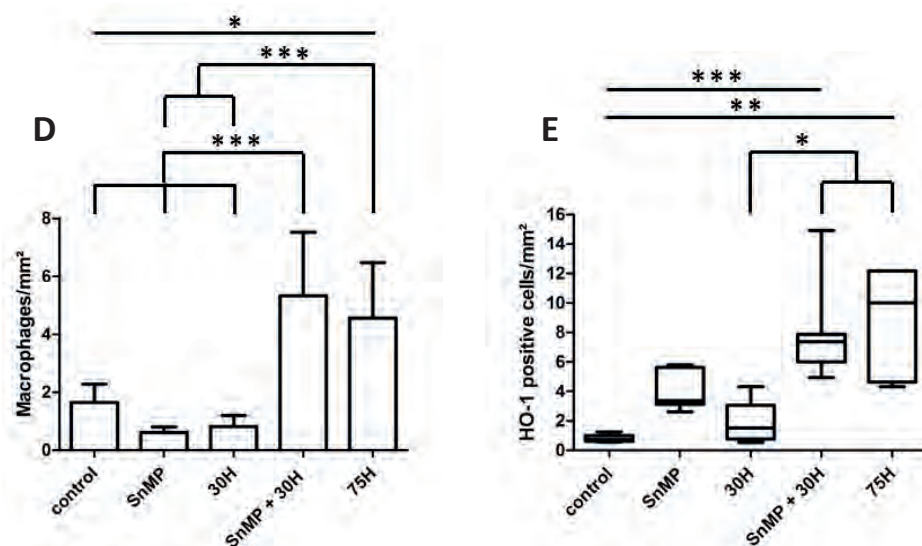 *
***
D
***
Macrophages/mm²
8
6
4
2
0
control
SnMP
30H
SnMP + 30H
75H
***
**
E
*
HO-1 positive cells/mm²
16
14
12
10
8
6
4
2
0
control
SnMP
30H
SnMP + 30H
75H